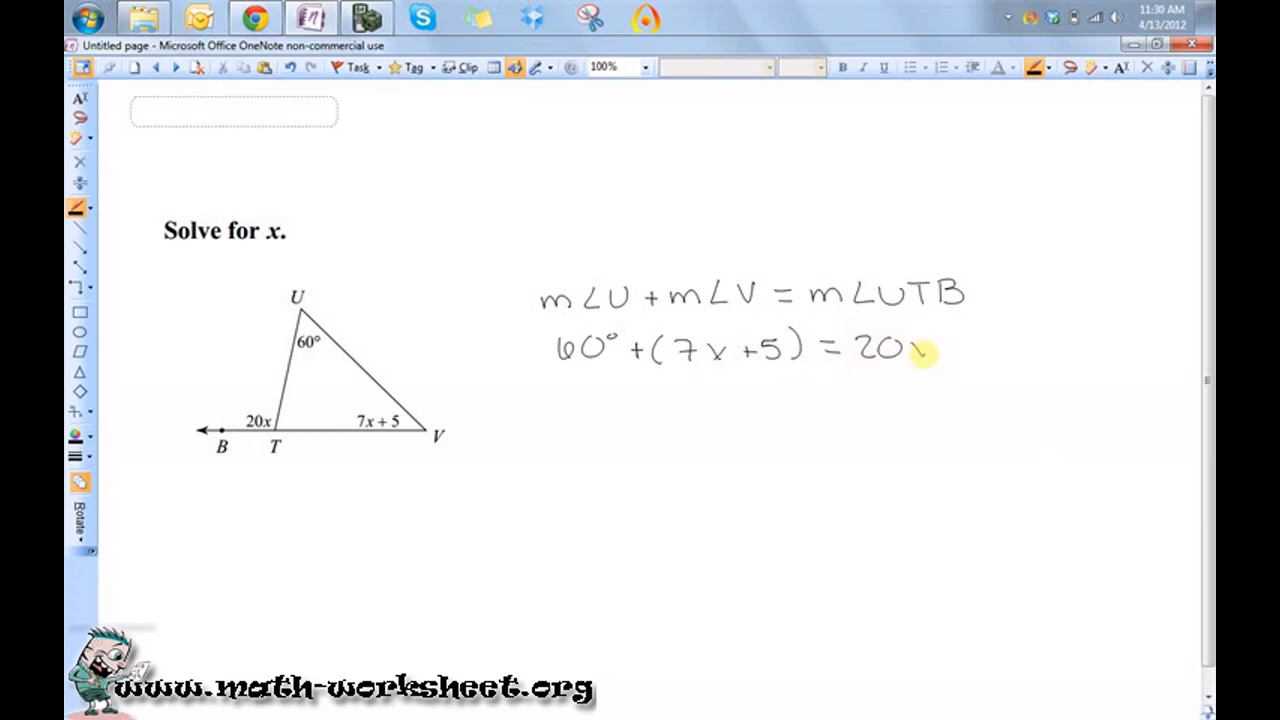 11:30 AM
4/13/2012
Untitled page - Microsoft Office OneNote non-commercial use
Task Tag Clip 100% B I U A
Solve for x.
U
60°
20x 7x + 5
B T V
m∠U + m∠V = m∠UTB
60° + (7x + 5) = 20x
Rotate
www.math-worksheet.org